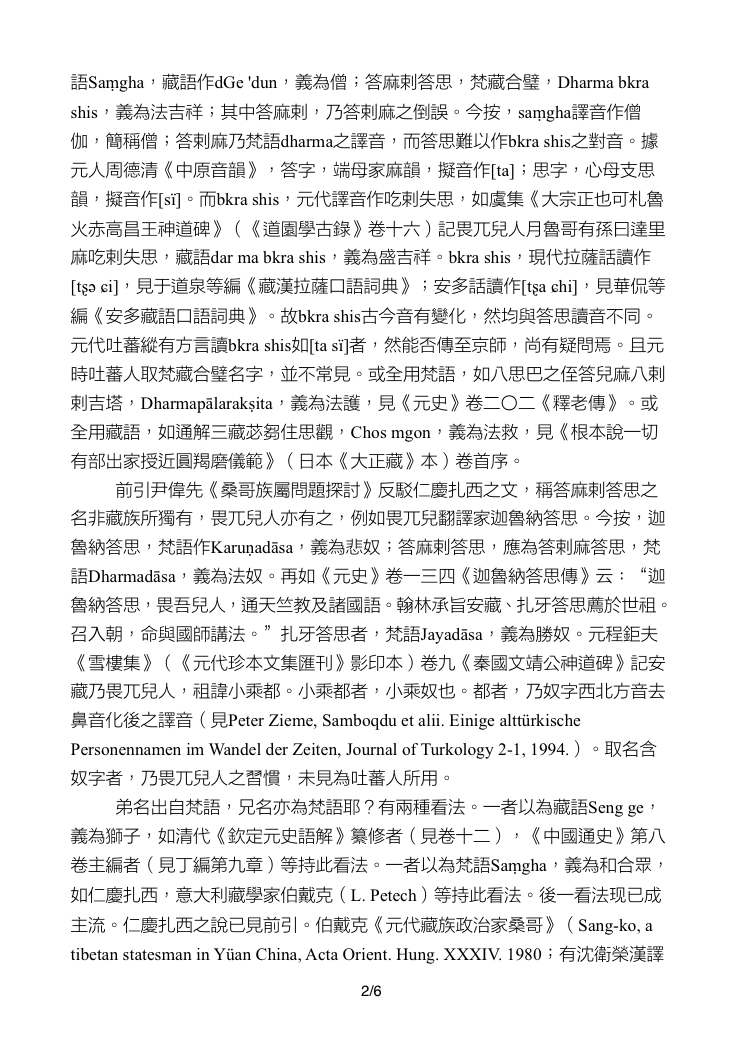 語Saṃgha，藏語作dGe 'dun，義為僧；答麻剌答思，梵藏合璧，Dharma bkra
shis，義為法吉祥；其中答麻剌，乃答剌麻之倒誤。今按，saṃgha譯音作僧
伽，簡稱僧；答剌麻乃梵語dharma之譯音，而答思難以作bkra shis之對音。據
元人周德清《中原音韻》，答字，端母家麻韻，擬音作[ta]；思字，心母支思
韻，擬音作[sï]。而bkra shis，元代譯音作吃剌失思，如虞集《大宗正也可札魯
火赤高昌王神道碑》（《道園學古錄》卷十六）記畏兀兒人月魯哥有孫曰達里
麻吃剌失思，藏語dar ma bkra shis，義為盛吉祥。bkra shis，現代拉薩話讀作
[tʂə ɕi]，見于道泉等編《藏漢拉薩口語詞典》；安多話讀作[tʂa ɕhi]，見華侃等
編《安多藏語口語詞典》。故bkra shis古今音有變化，然均與答思讀音不同。
元代吐蕃縱有方言讀bkra shis如[ta sï]者，然能否傳至京師，尚有疑問焉。且元
時吐蕃人取梵藏合璧名字，並不常見。或全用梵語，如八思巴之侄答兒麻八剌
剌吉塔，Dharmapālarakṣita，義為法護，見《元史》卷二〇二《釋老傳》。或
全用藏語，如通解三藏苾芻住思觀，Chos mgon，義為法救，見《根本說一切
有部出家授近圓羯磨儀範》（日本《大正藏》本）卷首序。
前引尹偉先《桑哥族屬問題探討》反駁仁慶扎西之文，稱答麻剌答思之
名非藏族所獨有，畏兀兒人亦有之，例如畏兀兒翻譯家迦魯納答思。今按，迦
魯納答思，梵語作Karuṇadāsa，義為悲奴；答麻剌答思，應為答剌麻答思，梵
語Dharmadāsa，義為法奴。再如《元史》卷一三四《迦魯納答思傳》云：“迦
魯納答思，畏吾兒人，通天竺教及諸國語。翰林承旨安藏、扎牙答思薦於世祖。
召入朝，命與國師講法。”扎牙答思者，梵語Jayadāsa，義為勝奴。元程鉅夫
《雪樓集》（《元代珍本文集匯刊》影印本）卷九《秦國文靖公神道碑》記安
藏乃畏兀兒人，祖諱小乘都。小乘都者，小乘奴也。都者，乃奴字西北方音去
鼻音化後之譯音（見Peter Zieme, Samboqdu et alii. Einige alttürkische
Personennamen im Wandel der Zeiten, Journal of Turkology 2-1, 1994.）。取名含
奴字者，乃畏兀兒人之習慣，未見為吐蕃人所用。
弟名出自梵語，兄名亦為梵語耶？有兩種看法。一者以為藏語Seng ge，
義為獅子，如清代《欽定元史語解》纂修者（見卷十二），《中國通史》第八
卷主編者（見丁編第九章）等持此看法。一者以為梵語Saṃgha，義為和合眾，
如仁慶扎西，意大利藏學家伯戴克（L. Petech）等持此看法。後一看法现已成
主流。仁慶扎西之說已見前引。伯戴克《元代藏族政治家桑哥》（Sang-ko, a
tibetan statesman in Yüan China, Acta Orient. Hung. XXXIV. 1980；有沈衛榮漢譯
2/6